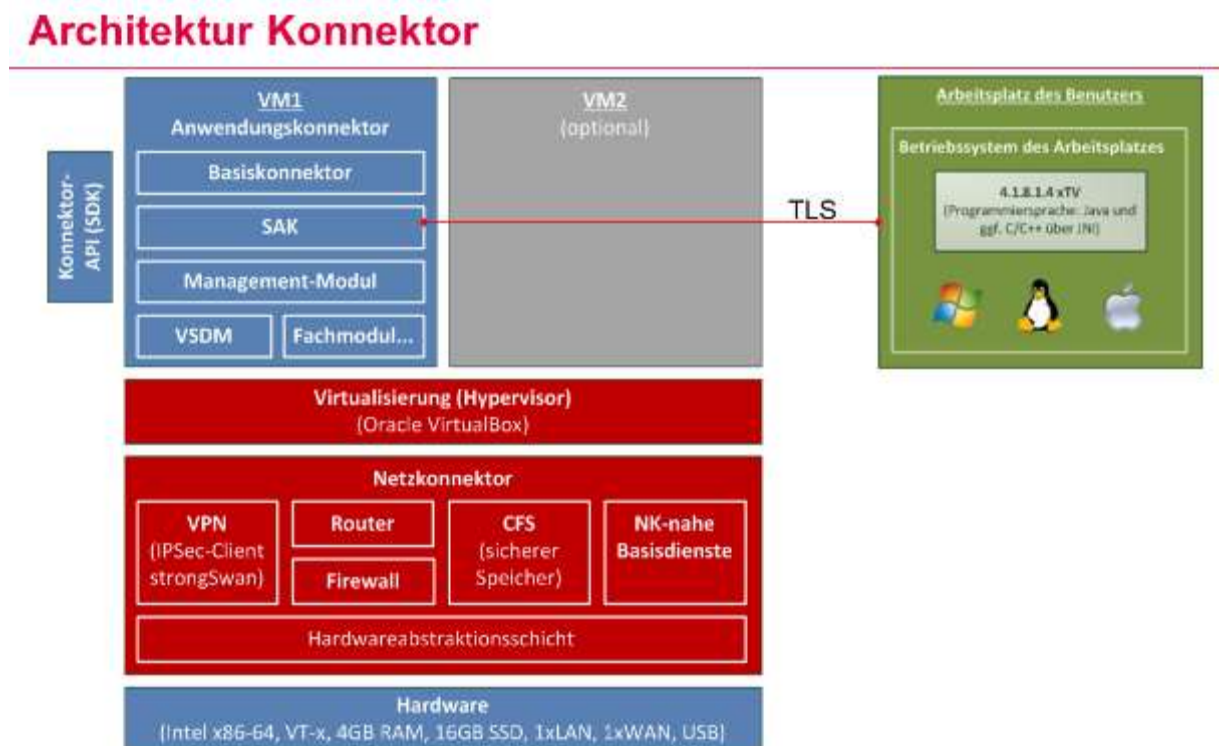 Architektur Konnektor
Konnektor-
API (SDK)
VM1
Anwendungskonnektor
Basiskonnektor
SAK
Management-Modul
VSDM
Fachmodul...
VM2
(optional)
TLS
Arbeitsplatz des Benutzers
Betriebssystem des Arbeitsplatzes
4.1.8.1.4 xTV
(Programmiersprache: Java und
ggf. C/C++ über JNI)
Virtualisierung (Hypervisor)
(Oracle VirtualBox)
Netzkonnektor
VPN
(IPSec-Client
strongSwan)
Router
Firewall
CFS
(sicherer
Speicher)
NK-nahe
Basisdienste
Hardwareabstraktionsschicht
Hardware
(Intel x86-64, VT-x, 4GB RAM, 16GB SSD, 1xLAN, 1xWAN, USB)